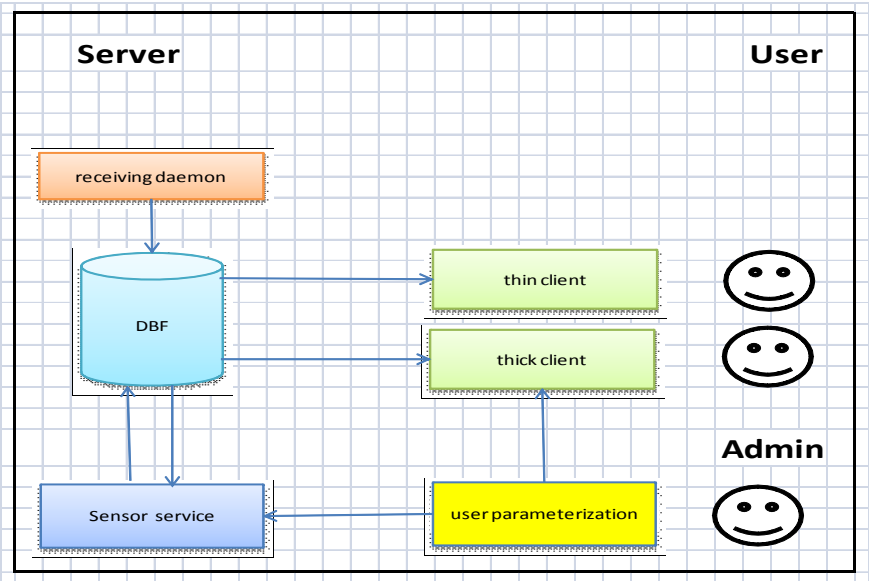 Server
User
receiving daemon
thin client
DBF
thick client
Admin
Sensor service
user parameterization